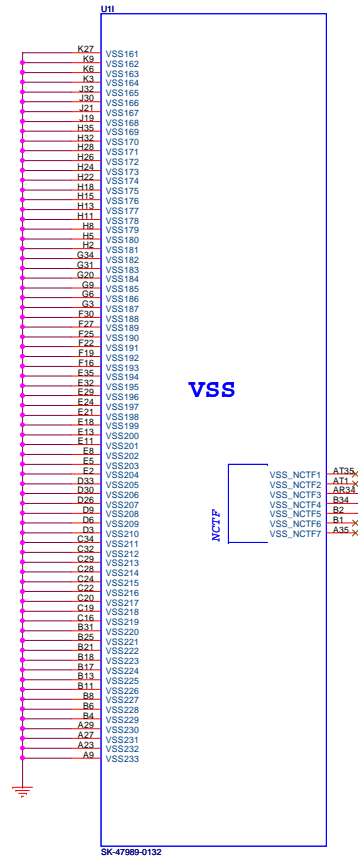 U1I
K27 VSS161
K9 VSS162
K6 VSS163
K3 VSS164
J32 VSS165
J30 VSS166
J21 VSS167
J19 VSS168
H35 VSS169
H32 VSS170
H28 VSS171
H26 VSS172
H24 VSS173
H22 VSS174
H18 VSS175
H15 VSS176
H13 VSS177
H11 VSS178
H8 VSS179
H5 VSS180
H2 VSS181
G34 VSS182
G31 VSS183
G20 VSS184
G9 VSS185
G6 VSS186
G3 VSS187
F30 VSS188
F27 VSS189
F25 VSS190
F22 VSS191
F19 VSS192
F16 VSS193
E35 VSS194
E32 VSS195
E29 VSS196
E24 VSS197
E21 VSS198
E18 VSS199
E13 VSS200
E11 VSS201
E8 VSS202
E5 VSS203
E2 VSS204
D33 VSS205
D30 VSS206
D26 VSS207
D9 VSS208
D6 VSS209
D3 VSS210
C34 VSS211
C32 VSS212
C29 VSS213
C28 VSS214
C24 VSS215
C22 VSS216
C20 VSS217
C19 VSS218
C16 VSS219
B31 VSS220
B25 VSS221
B21 VSS222
B18 VSS223
B17 VSS224
B13 VSS225
B11 VSS226
B8 VSS227
B6 VSS228
B4 VSS229
A29 VSS230
A27 VSS231
A23 VSS232
A9 VSS233
VSS
NCTF
VSS_NCTF1 AT35
VSS_NCTF2 AT1
VSS_NCTF3 AR34
VSS_NCTF4 B34
VSS_NCTF5 B2
VSS_NCTF6 B1
VSS_NCTF7 A35
SK-47989-0132